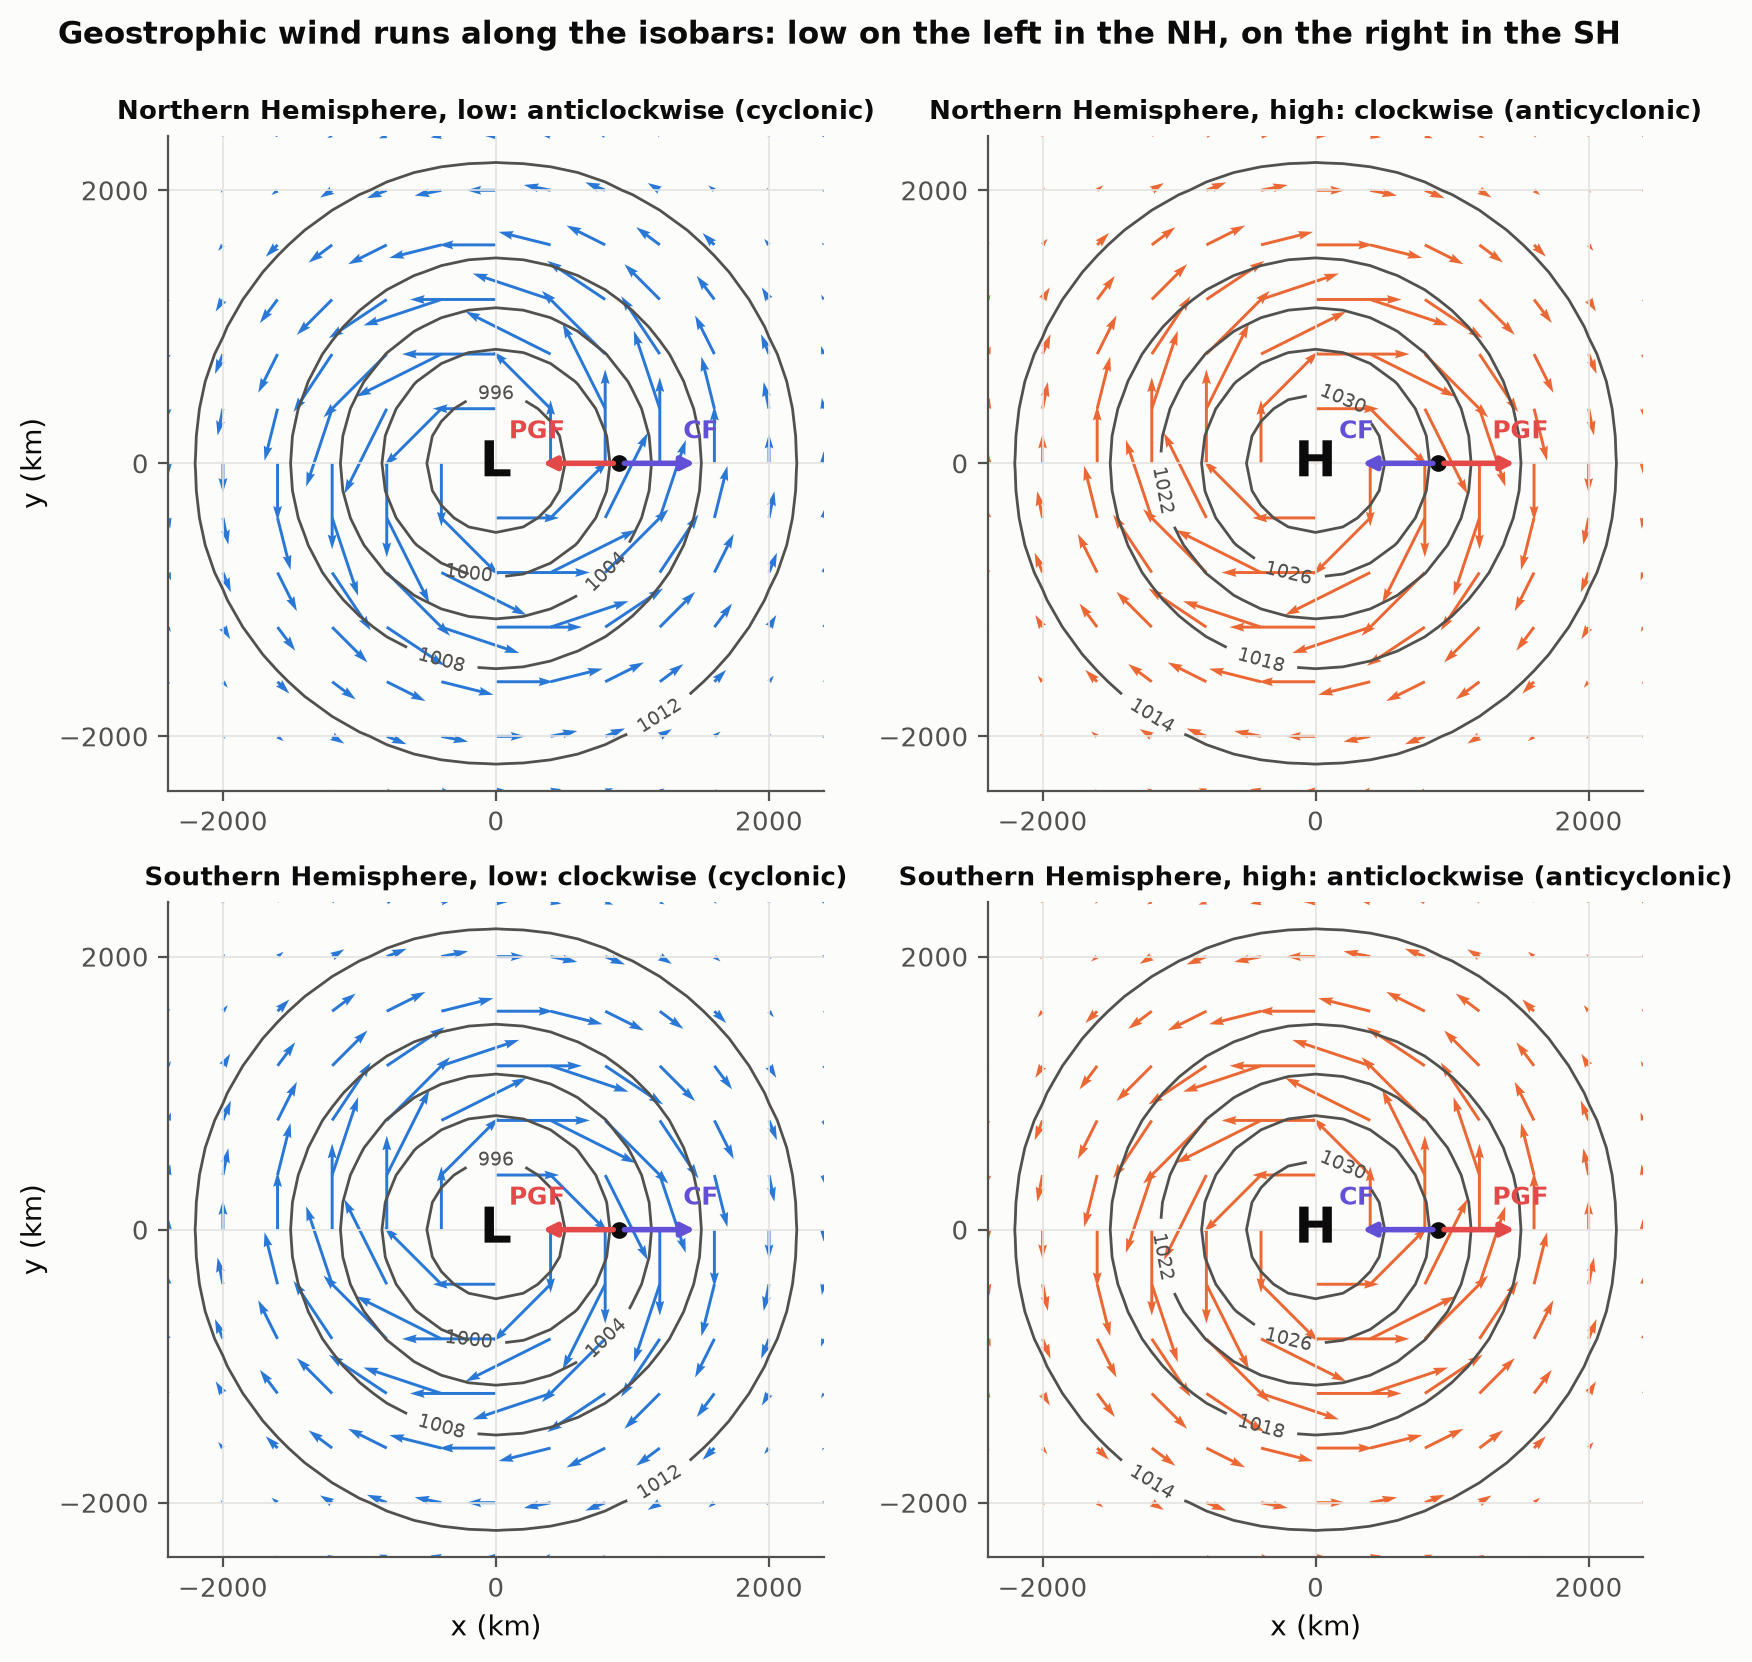 Geostrophic wind runs along the isobars: low on the left in the NH, on the right in the SH
Northern Hemisphere, low: anticlockwise (cyclonic)
2000
0
−2000
y (km)
996
1000
1004
1008
1012
L
PGF
CF
−2000 0 2000
Northern Hemisphere, high: clockwise (anticyclonic)
2000
0
−2000
1030
1022
1026
1018
1014
H
CF
PGF
−2000 0 2000
Southern Hemisphere, low: clockwise (cyclonic)
2000
0
−2000
y (km)
996
1000
1004
1008
1012
L
PGF
CF
−2000 0 2000
x (km)
Southern Hemisphere, high: anticlockwise (anticyclonic)
2000
0
−2000
1030
1022
1026
1018
1014
H
CF
PGF
−2000 0 2000
x (km)